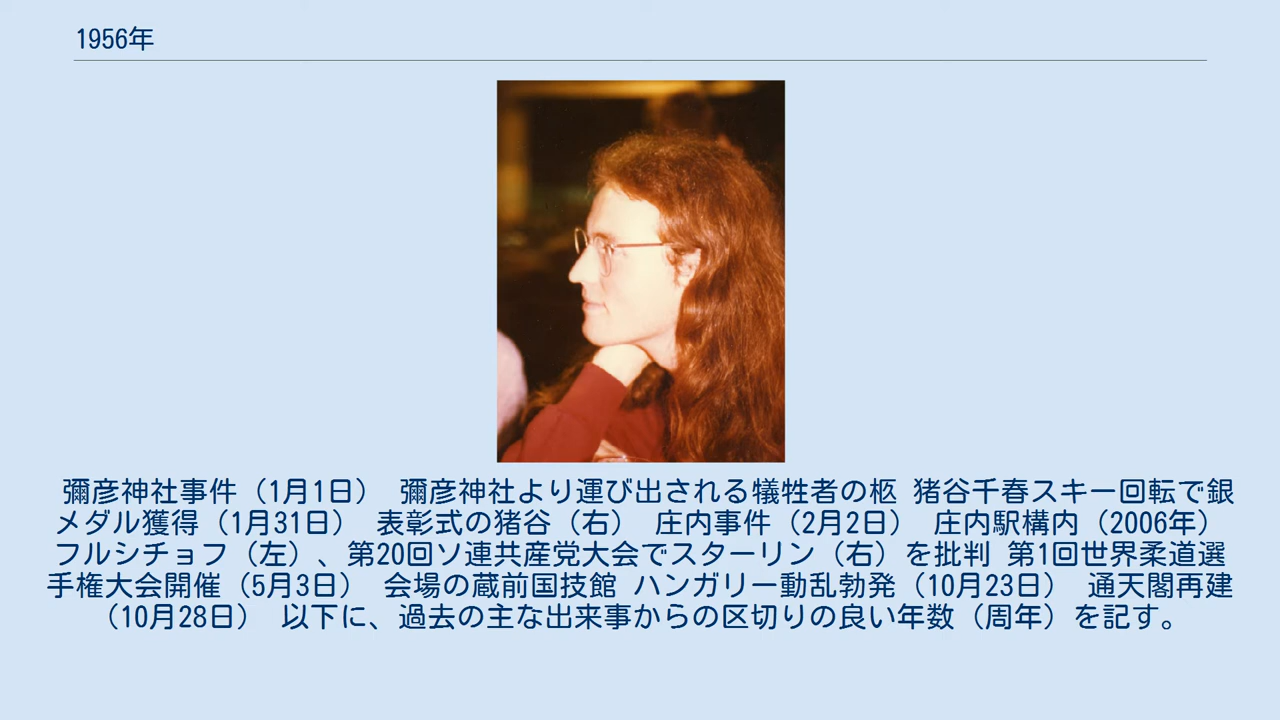 1956年
彌彦神社事件（1月1日） 彌彦神社より運び出される犠牲者の柩 猪谷千春スキー回転で銀
メダル獲得（1月31日） 表彰式の猪谷（右） 庄内事件（2月2日） 庄内駅構内（2006年）
フルシチョフ（左）、第20回ソ連共産党大会でスターリン（右）を批判 第1回世界柔道選
手権大会開催（5月3日） 会場の蔵前国技館 ハンガリー動乱勃発（10月23日） 通天閣再建
（10月28日） 以下に、過去の主な出来事からの区切りの良い年数（周年）を記す。